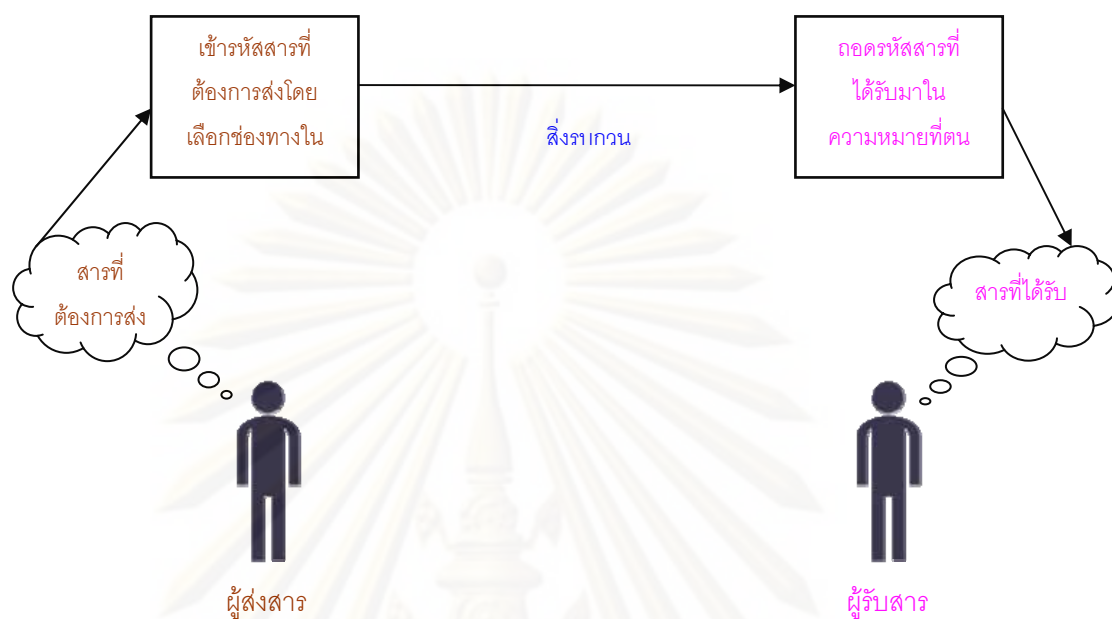 เข้ารหัสสารที่
ต้องการส่งโดย
เลือกช่องทางใน
ถอดรหัสสารที่
ได้รับมาใน
ความหมายที่ตน
สิ่งรบกวน
สารที่
ต้องการส่ง
สารที่ได้รับ
ผู้ส่งสาร
ผู้รับสาร